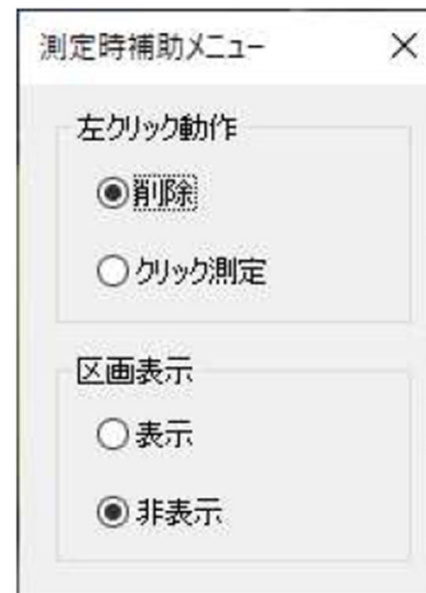 測定時補助メニュー
左クリック動作
削除
クリック測定
区画表示
表示
非表示